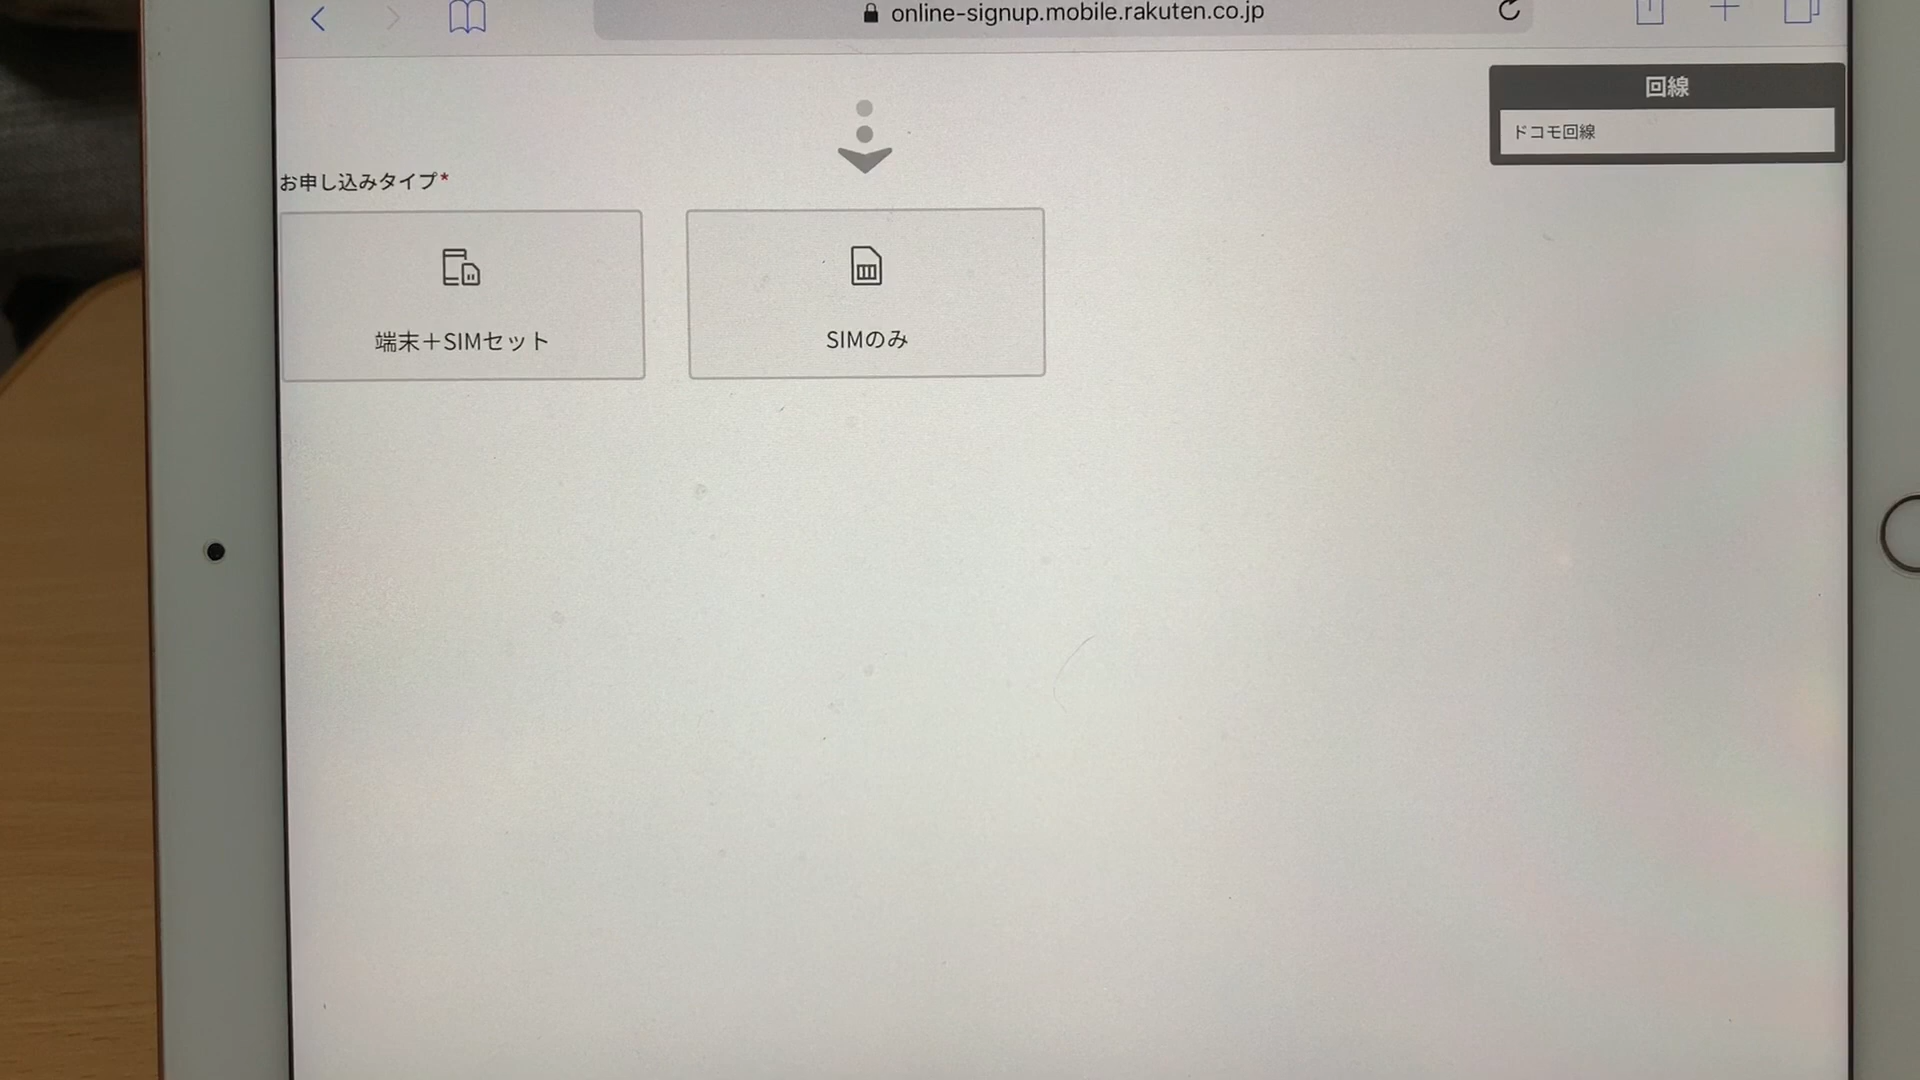 online-signup.mobile.rakuten.co.jp
回線
ドコモ回線
お申し込みタイプ*
端末+SIMセット
SIMのみ